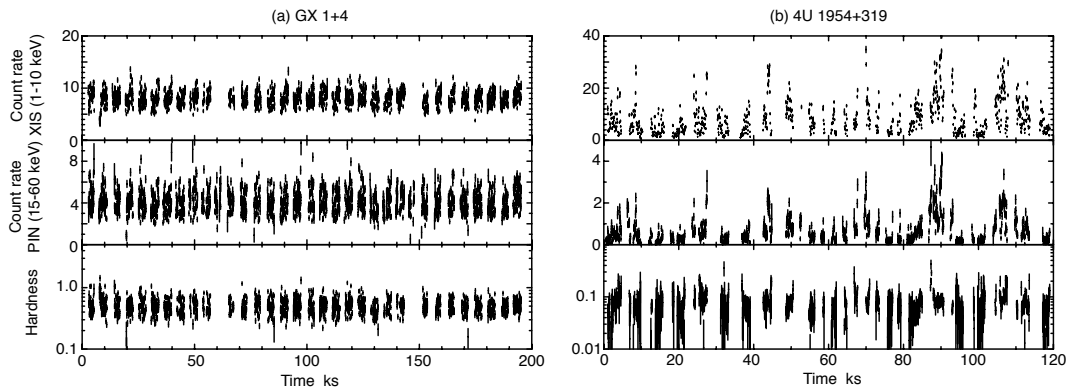 (a) GX 1+4
(b) 4U 1954+319
Count rate
XIS (1-10 keV)
20
10
0
Count rate
PIN (15-60 keV)
8
4
0
Hardness
1.0
0.1
0 50 100 150 200
Time ks
40
20
0
4
2
0
0.1
0.01
0 20 40 60 80 100 120
Time ks